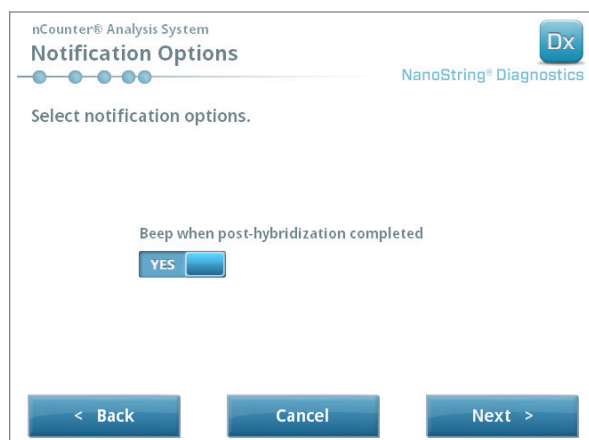 nCounter® Analysis System
Notification Options
Dx
NanoString® Diagnostics
Select notification options.
Beep when post-hybridization completed
YES
< Back
Cancel
Next >